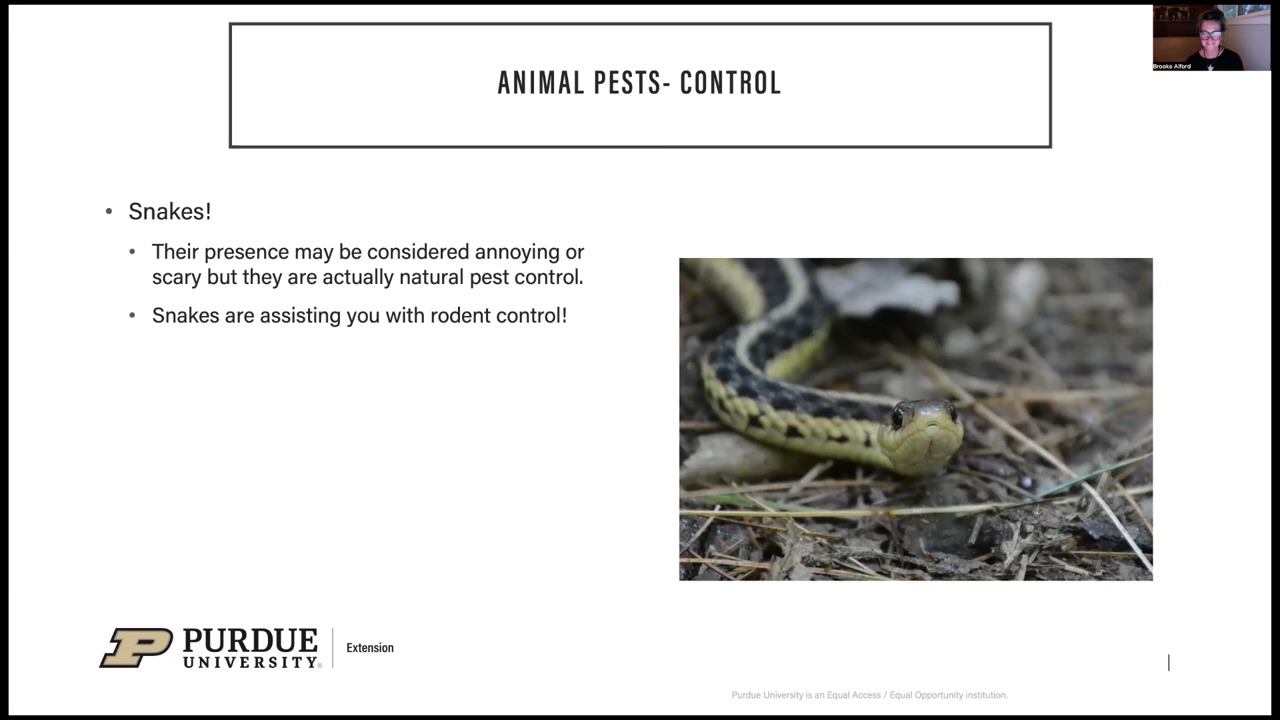 Brooke Alford
ANIMAL PESTS- CONTROL
• Snakes!
• Their presence may be considered annoying or
scary but they are actually natural pest control.
• Snakes are assisting you with rodent control!
P PURDUE
UNIVERSITY®
Extension
Purdue University is an Equal Access / Equal Opportunity institution.